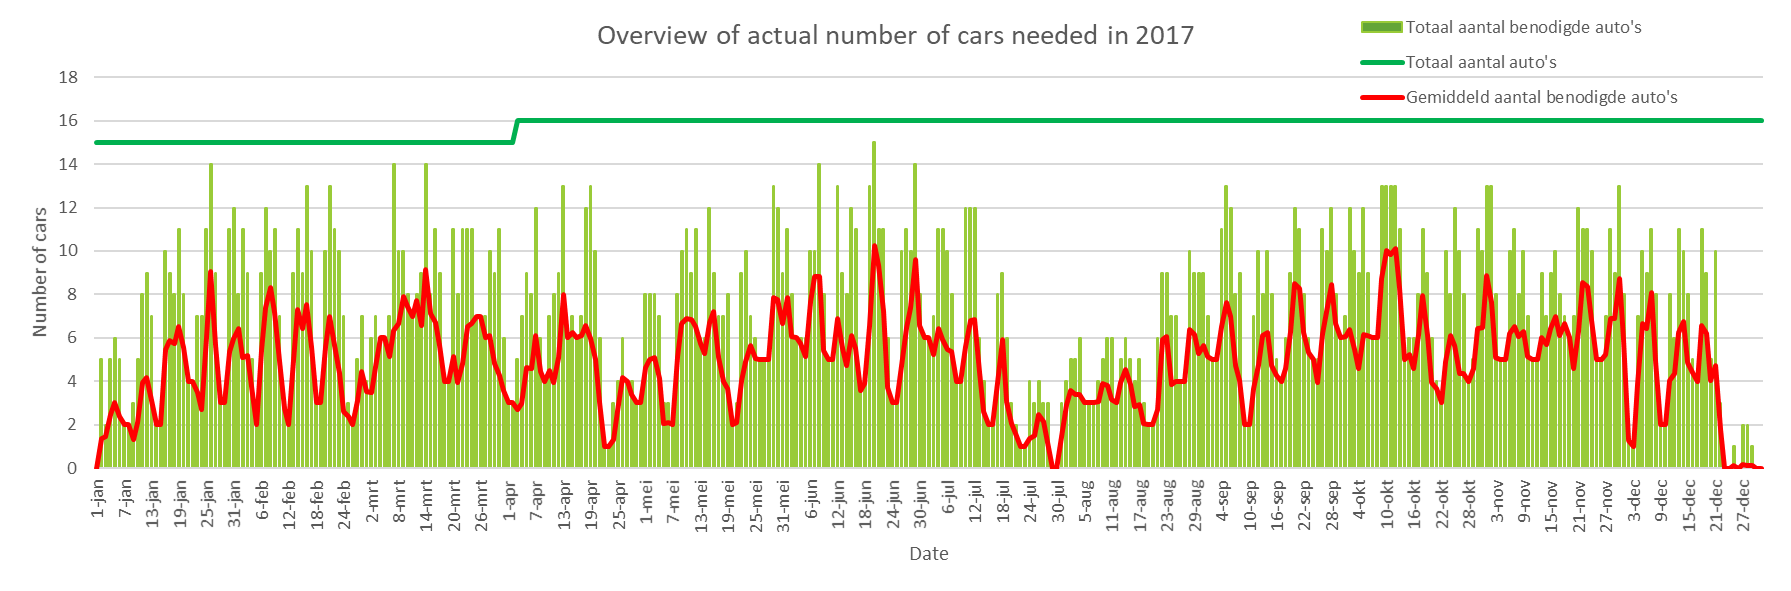 Overview of actual number of cars needed in 2017
Totaal aantal benodigde auto's
Totaal aantal auto's
Gemiddeld aantal benodigde auto's
Number of cars
18
16
14
12
10
8
6
4
2
0
1-jan
7-jan
13-jan
19-jan
25-jan
31-jan
6-feb
12-feb
18-feb
24-feb
2-mrt
8-mrt
14-mrt
20-mrt
26-mrt
1-apr
7-apr
13-apr
19-apr
25-apr
1-mei
7-mei
13-mei
19-mei
25-mei
31-mei
6-jun
12-jun
18-jun
24-jun
30-jun
6-jul
12-jul
18-jul
24-jul
30-jul
5-aug
11-aug
17-aug
23-aug
29-aug
4-sep
10-sep
16-sep
22-sep
28-sep
4-okt
10-okt
16-okt
22-okt
28-okt
3-nov
9-nov
15-nov
21-nov
27-nov
3-dec
9-dec
15-dec
21-dec
27-dec
Date